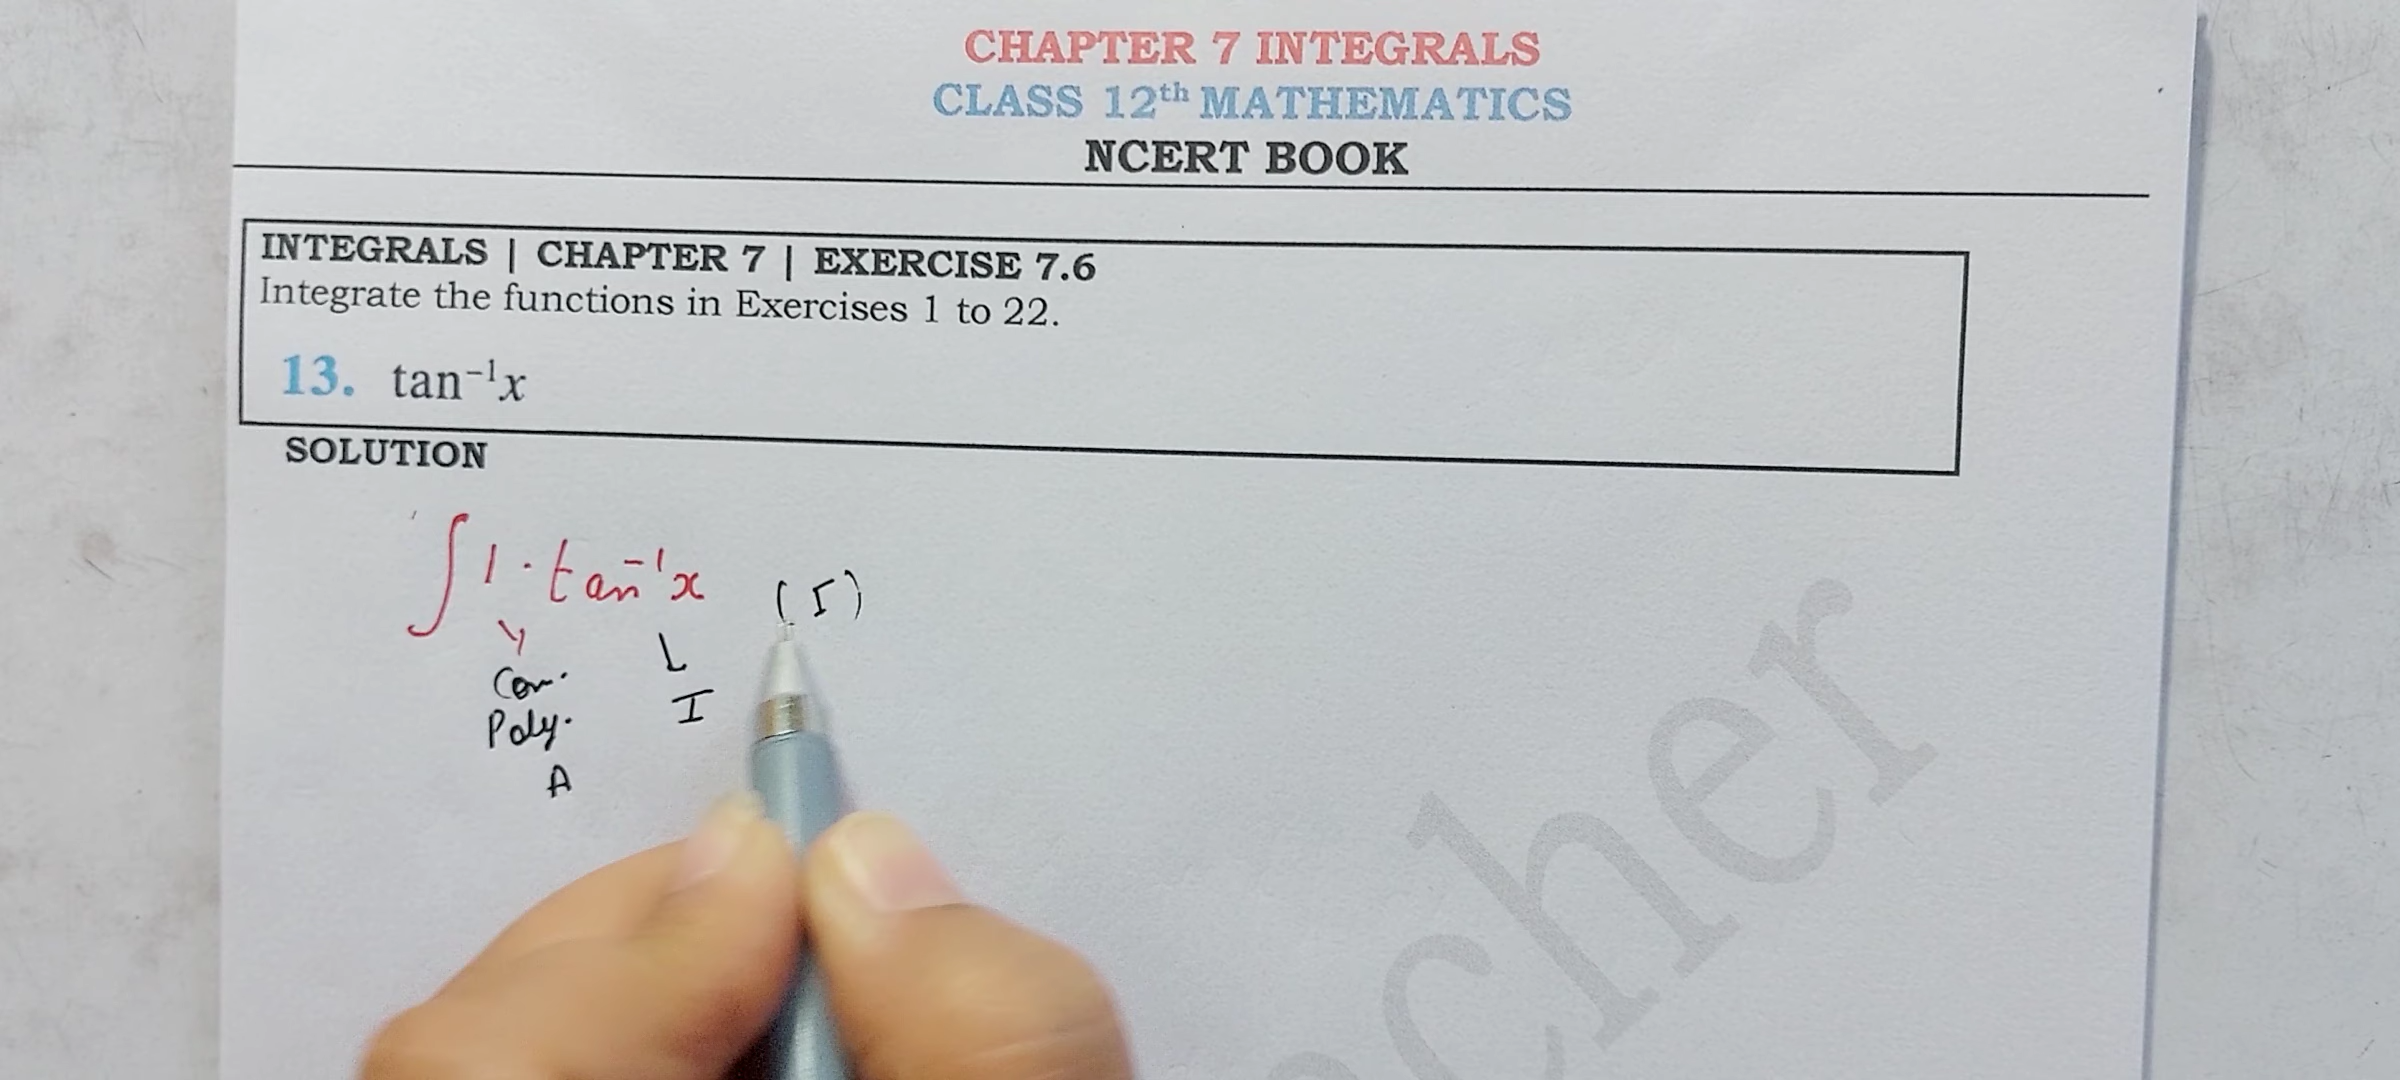 CHAPTER 7 INTEGRALS
CLASS 12th MATHEMATICS
NCERT BOOK
INTEGRALS | CHAPTER 7 | EXERCISE 7.6
Integrate the functions in Exercises 1 to 22.
13. tan⁻¹x
SOLUTION
∫ 1 · tan⁻¹x (I)
Con. L
Poly. I
A
cher